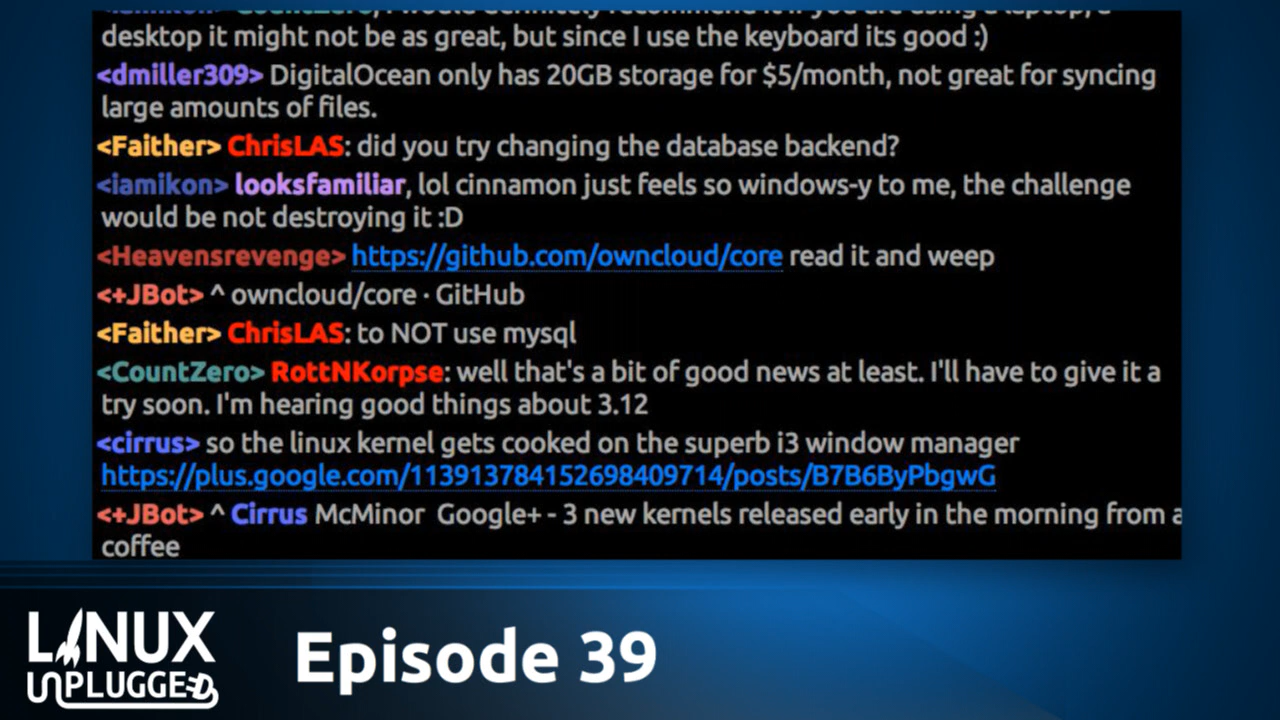 desktop it might not be as great, but since I use the keyboard its good :)
<dmiller309> DigitalOcean only has 20GB storage for $5/month, not great for syncing
large amounts of files.
<Faither> ChrisLAS: did you try changing the database backend?
<iamikon> looksfamiliar, lol cinnamon just feels so windows-y to me, the challenge
would be not destroying it :D
<Heavensrevenge> https://github.com/owncloud/core read it and weep
<+JBot> ^ owncloud/core · GitHub
<Faither> ChrisLAS: to NOT use mysql
<CountZero> RottNKorpse: well that's a bit of good news at least. I'll have to give it a
try soon. I'm hearing good things about 3.12
<cirrus> so the linux kernel gets cooked on the superb i3 window manager
https://plus.google.com/113913784152698409714/posts/B7B6ByPbgwG
<+JBot> ^ Cirrus McMinor Google+ - 3 new kernels released early in the morning from a
coffee
LINUX
UNPLUGGED
Episode 39